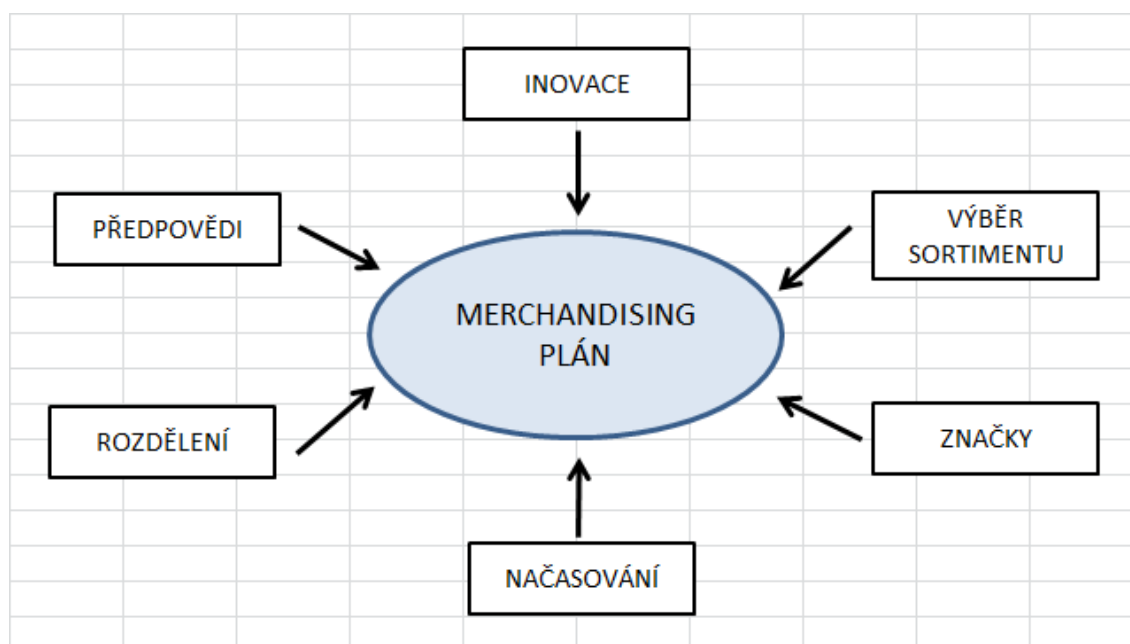 INOVACE
PŘEDPOVĚDI
VÝBĚR
SORTIMENTU
MERCHANDISING
PLÁN
ROZDĚLENÍ
ZNAČKY
NAČASOVÁNÍ